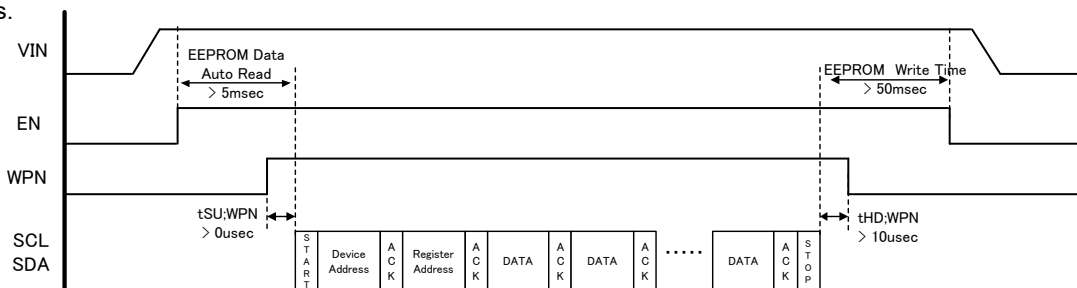 s.
VIN
EEPROM Data
Auto Read
> 5msec
EEPROM Write Time
> 50msec
EN
WPN
tSU;WPN
> 0usec
tHD;WPN
> 10usec
SCL
SDA
START
Device
Address
ACK
Register
Address
ACK
DATA
ACK
DATA
ACK
.....
DATA
ACK
STOP